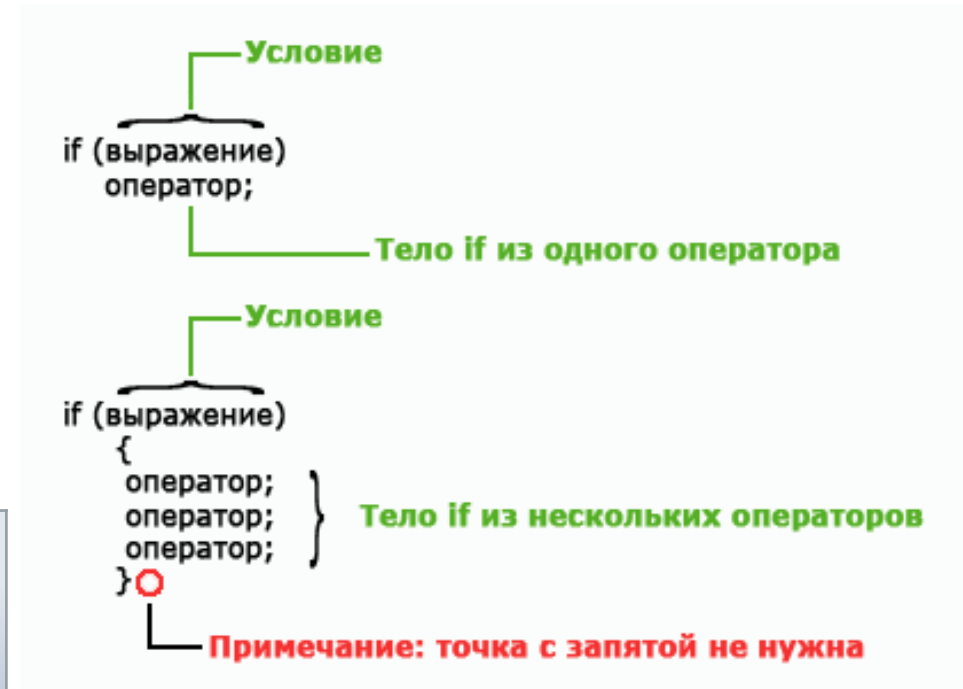 Условие
if (выражение)
оператор;
Тело if из одного оператора
Условие
if (выражение)
{
оператор;
оператор;
оператор;
Тело if из нескольких операторов
}
Примечание: точка с запятой не нужна